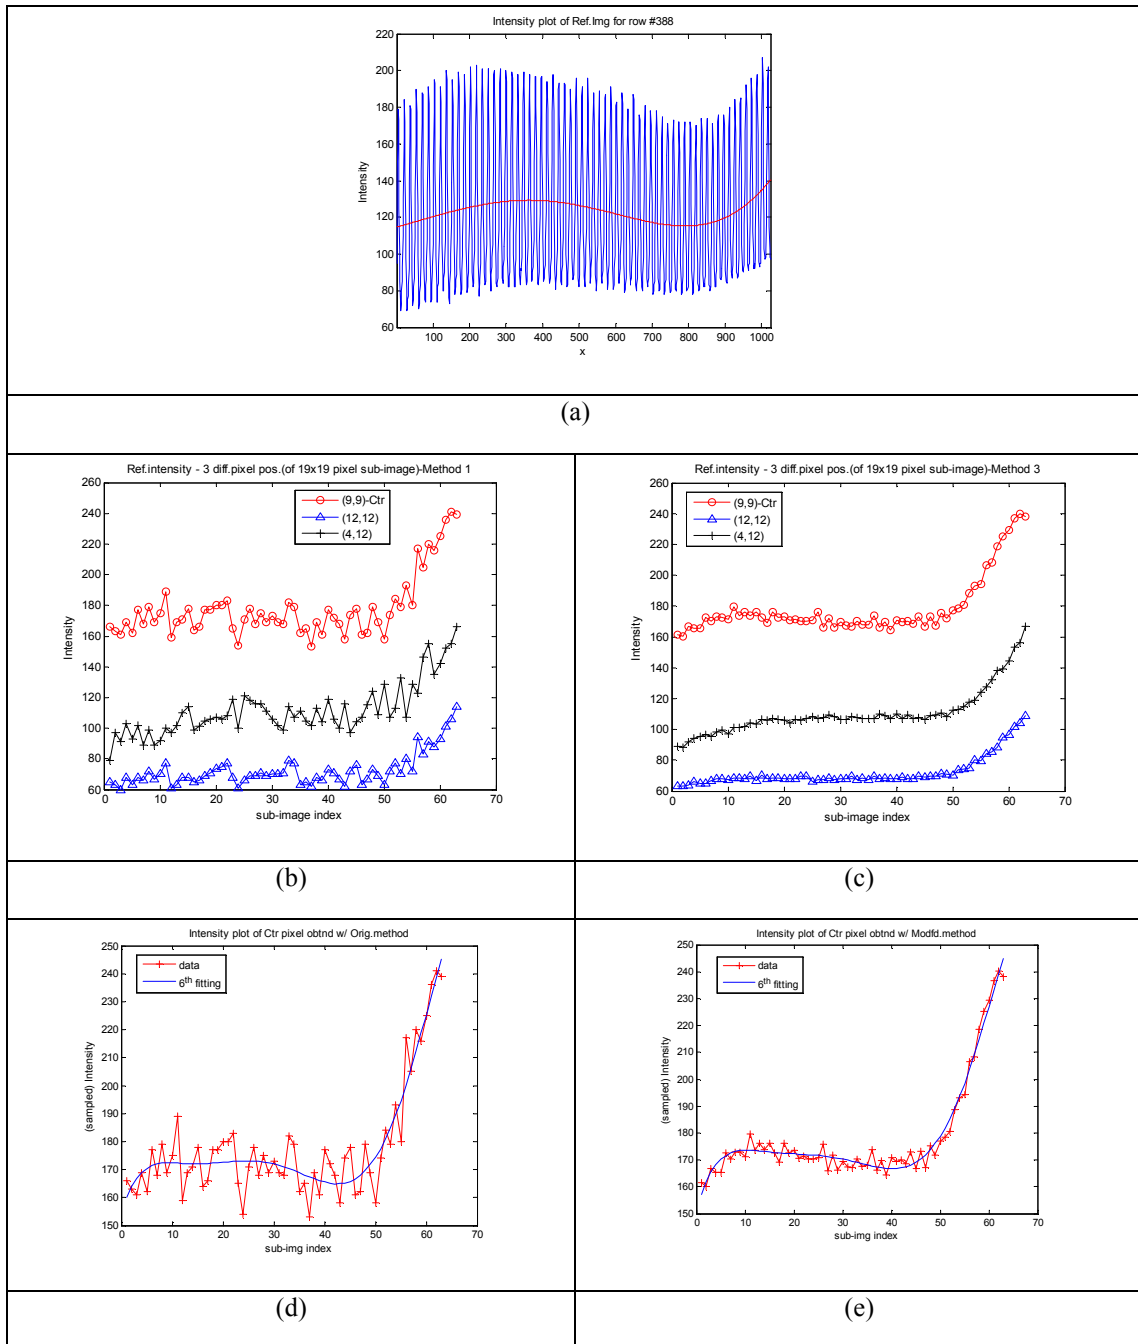 Intensity plot of Ref.Img for row #388
220
200
180
160
140
120
100
80
60
Intensity
100 200 300 400 500 600 700 800 900 1000
x
(a)
Ref.intensity - 3 diff.pixel pos.(of 19x19 pixel sub-image)-Method 1
260
240
220
200
180
160
140
120
100
80
60
Intensity
(9,9)-Ctr
(12,12)
(4,12)
0 10 20 30 40 50 60 70
sub-image index
(b)
Ref.intensity - 3 diff.pixel pos.(of 19x19 pixel sub-image)-Method 3
260
240
220
200
180
160
140
120
100
80
60
Intensity
(9,9)-Ctr
(12,12)
(4,12)
0 10 20 30 40 50 60 70
sub-image index
(c)
Intensity plot of Ctr pixel obtnd w/ Orig.method
250
240
230
220
210
200
190
180
170
160
150
(sampled) Intensity
data
6th fitting
0 10 20 30 40 50 60 70
sub-img index
(d)
Intensity plot of Ctr pixel obtnd w/ Modfd.method
250
240
230
220
210
200
190
180
170
160
150
(sampled) Intensity
data
6th fitting
0 10 20 30 40 50 60 70
sub-img index
(e)